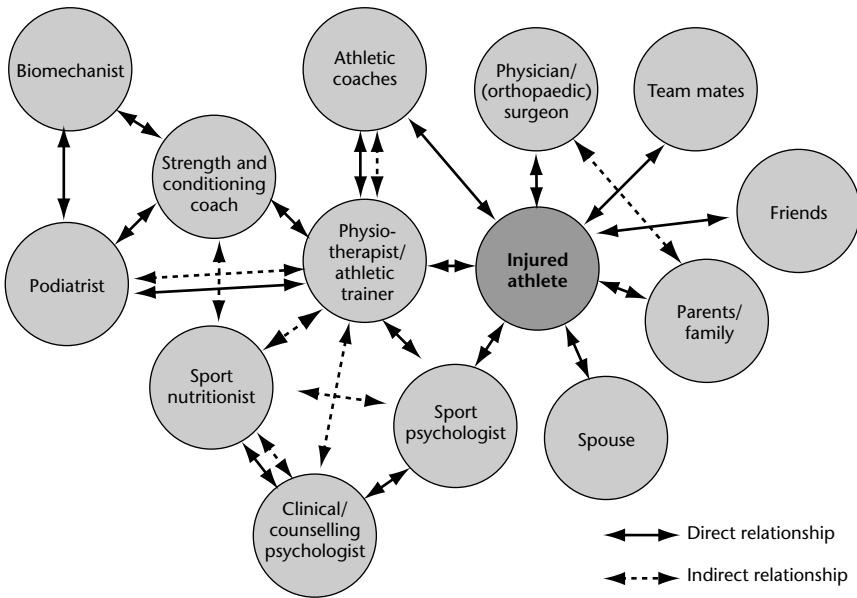 Biomechanist
Athletic
coaches
Physician/
(orthopaedic)
surgeon
Team mates
Strength and
conditioning
coach
Friends
Podiatrist
Physio-
therapist/
athletic
trainer
Injured
athlete
Parents/
family
Sport
nutritionist
Sport
psychologist
Spouse
Clinical/
counselling
psychologist
Direct relationship
Indirect relationship